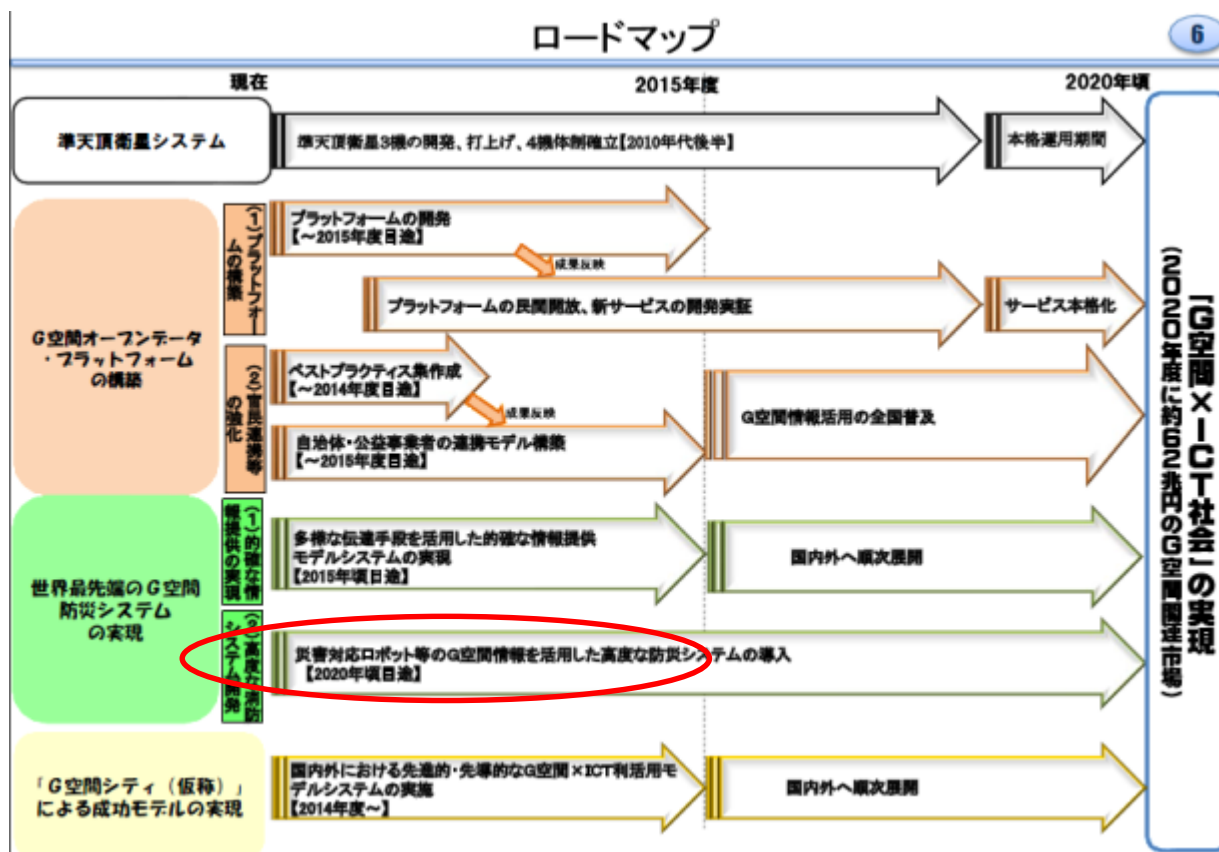 ロードマップ
6
現在
2015年度
2020年頃
準天頂衛星システム
準天頂衛星3機の開発、打上げ、4機体制確立【2010年代後半】
本格運用期間
G空間オープンデータ
・プラットフォーム
の構築
(1)プラットフォー
ムの構築
プラットフォームの開発
【~2015年度目途】
成果反映
プラットフォームの民間開放、新サービスの開発実証
サービス本格化
(2)官民連携等
の強化
ベストプラクティス集作成
【~2014年度目途】
成果反映
自治体・公益事業者の連携モデル構築
【~2015年度目途】
G空間情報活用の全国普及
世界最先端のG空間
防災システム
の実現
(1)的確な情
報提供の実現
多様な伝達手段を活用した的確な情報提供
モデルシステムの実現
【2015年頃目途】
国内外へ順次展開
(2)高度な消防
システム開発
災害対応ロボット等のG空間情報を活用した高度な防災システムの導入
【2020年頃目途】
「G空間シティ(仮称)」
による成功モデルの実現
国内外における先進的・先導的なG空間×ICT利活用モ
デルシステムの実施
【2014年度~】
国内外へ順次展開
「G空間×ICT社会」の実現
(2020年度に約62兆円のG空間関連市場)